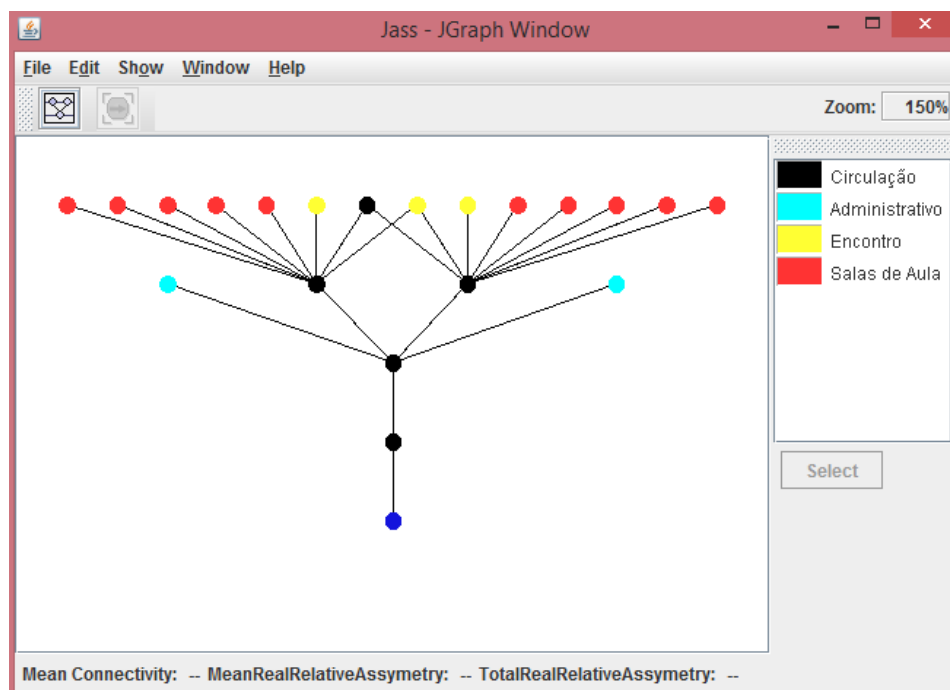 Jass - JGraph Window
File Edit Show Window Help
Zoom: 150%
Circulação
Administrativo
Encontro
Salas de Aula
Select
Mean Connectivity: -- MeanRealRelativeAssymetry: -- TotalRealRelativeAssymetry: --